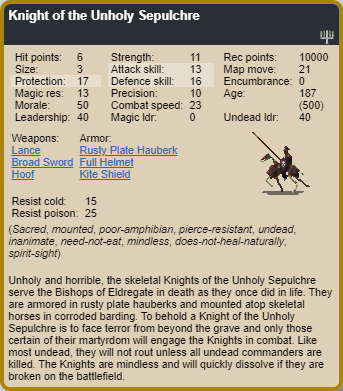 Knight of the Unholy Sepulchre
Hit points: 6 Strength: 11 Rec points: 10000
Size: 3 Attack skill: 13 Map move: 21
Protection: 17 Defence skill: 16 Encumbrance: 0
Magic res: 13 Precision: 10 Age: 187
Morale: 50 Combat speed: 23 (500)
Leadership: 40 Magic ldr: 0 Undead ldr: 40
Weapons: Armor:
Lance Rusty Plate Hauberk
Broad Sword Full Helmet
Hoof Kite Shield
Resist cold: 15
Resist poison: 25
(Sacred, mounted, poor-amphibian, pierce-resistant, undead,
inanimate, need-not-eat, mindless, does-not-heal-naturally,
spirit-sight)
Unholy and horrible, the skeletal Knights of the Unholy Sepulchre
serve the Bishops of Eldregate in death as they once did in life. They
are armored in rusty plate hauberks and mounted atop skeletal
horses in corroded barding. To behold a Knight of the Unholy
Sepulchre is to face terror from beyond the grave and only those
certain of their martyrdom will engage the Knights in combat. Like
most undead, they will not rout unless all undead commanders are
killed. The Knights are mindless and will quickly dissolve if they are
broken on the battlefield.